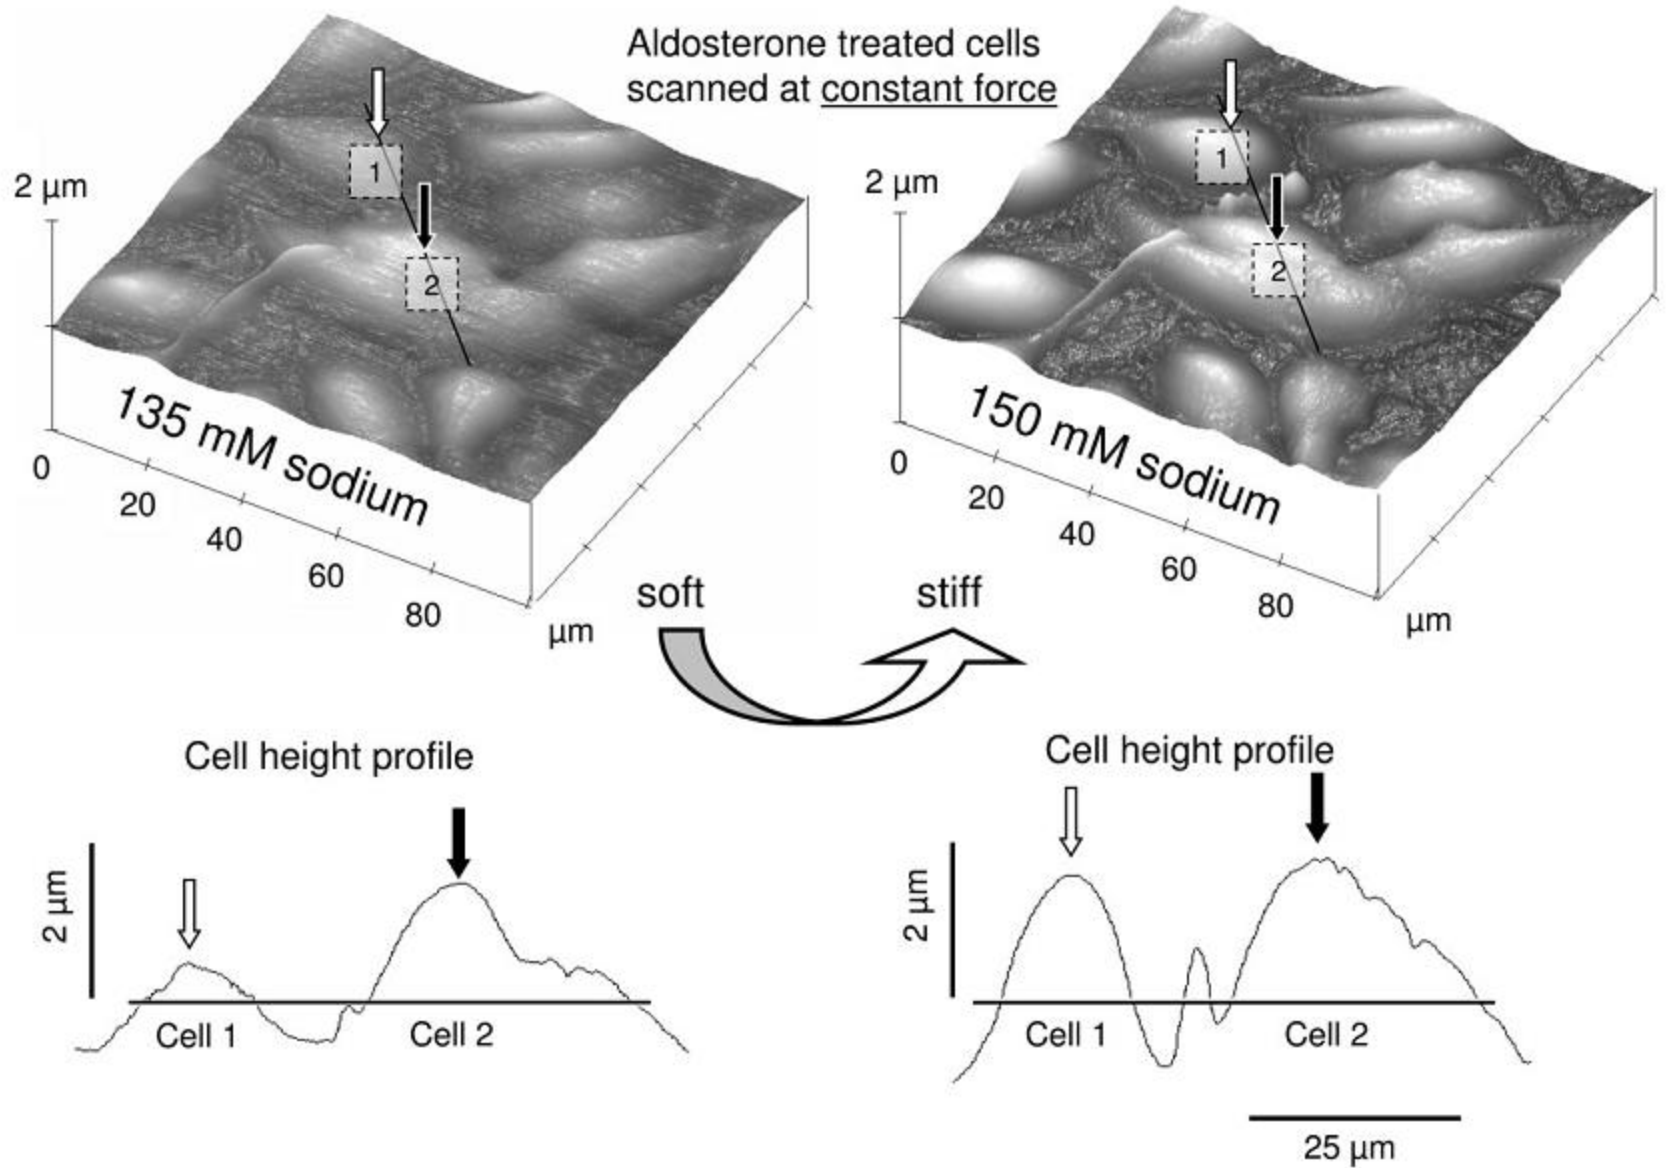 Aldosterone treated cells
scanned at constant force
2 µm
1
2
135 mM sodium
0
20
40
60
80
µm
2 µm
1
2
150 mM sodium
0
20
40
60
80
µm
soft
stiff
Cell height profile
2 µm
Cell 1
Cell 2
Cell height profile
2 µm
Cell 1
Cell 2
25 µm